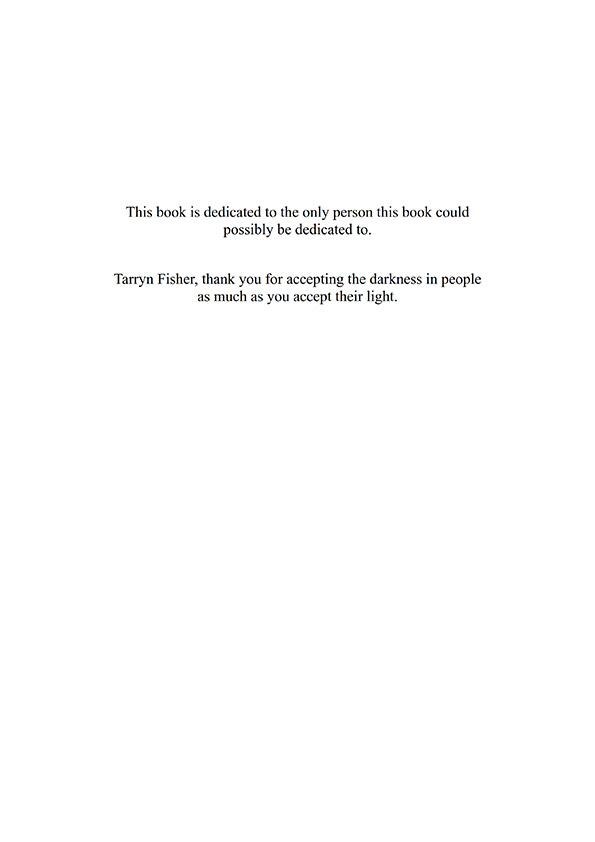 This book is dedicated to the only person this book could
possibly be dedicated to.
Tarryn Fisher, thank you for accepting the darkness in people
as much as you accept their light.